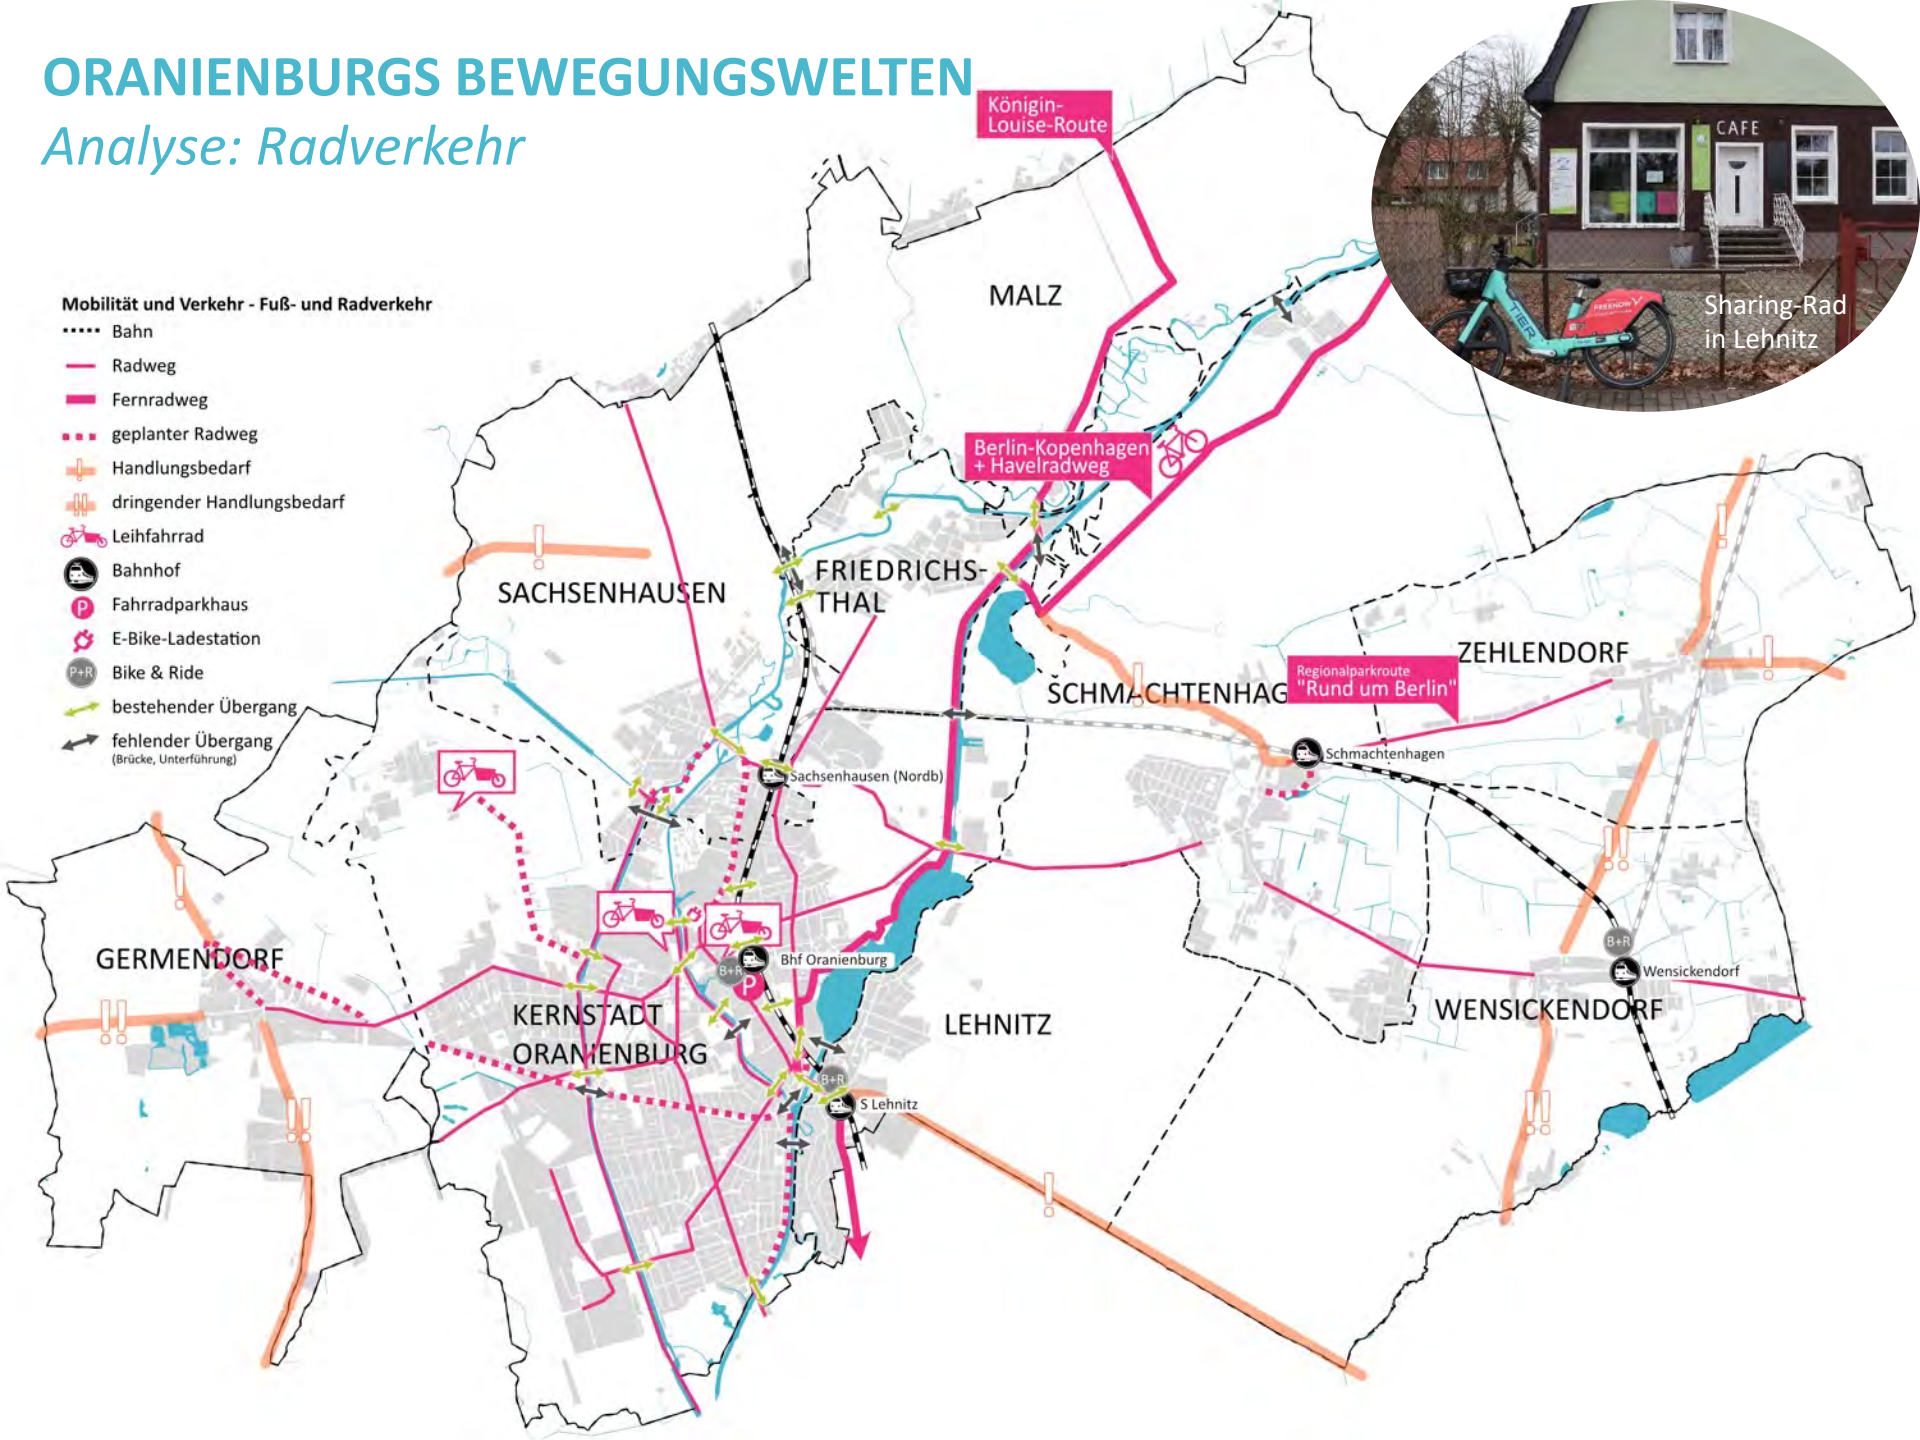 ORANIENBURGS BEWEGUNGSWELTEN
Analyse: Radverkehr
Königin-
Louise-Route
CAFE
TIER
FREENOW
Sharing-Rad
in Lehnitz
Mobilität und Verkehr - Fuß- und Radverkehr
Bahn
Radweg
Fernradweg
geplanter Radweg
! Handlungsbedarf
!! dringender Handlungsbedarf
Leihfahrrad
Bahnhof
P Fahrradparkhaus
E-Bike-Ladestation
P+R Bike & Ride
bestehender Übergang
fehlender Übergang
(Brücke, Unterführung)
MALZ
Berlin-Kopenhagen
+ Havelradweg
!
!
SACHSENHAUSEN
FRIEDRICHS-
THAL
ZEHLENDORF
!
!
SCHMACHTENHAG
Regionalparkroute
"Rund um Berlin"
Schmachtenhagen
Sachsenhausen (Nordb)
!
!!
GERMENDORF
B+R
Bhf Oranienburg
P
B+R
Wensickendorf
!!
KERNSTADT
ORANIENBURG
LEHNITZ
WENSICKENDORF
B+R
S Lehnitz
!!
!!
!